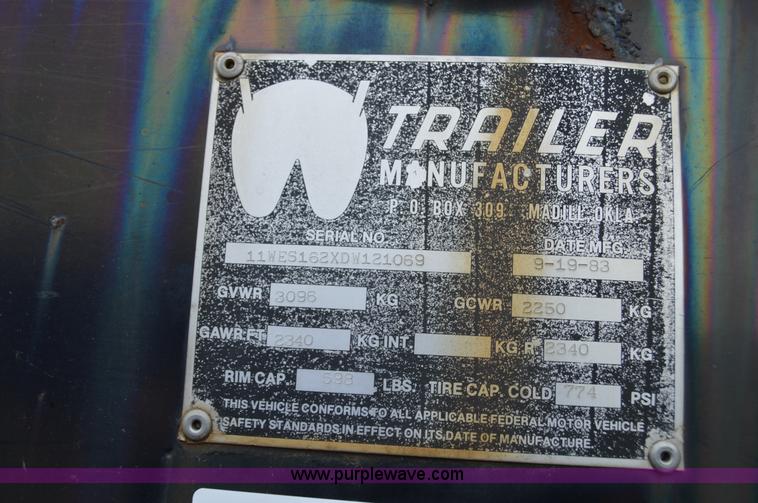 TRAILER
MANUFACTURERS
P.O. BOX 309 MADILL, OKLA.
SERIAL NO. DATE MFG.
11WES162XDW121069 9-19-83
GVWR 3096 KG GCWR 2250 KG
GAWR FT 2340 KG INT. KG R. 2340 KG
RIM CAP. 598 LBS. TIRE CAP. COLD 774 PSI
THIS VEHICLE CONFORMS TO ALL APPLICABLE FEDERAL MOTOR VEHICLE
SAFETY STANDARDS IN EFFECT ON ITS DATE OF MANUFACTURE.
www.purplewave.com